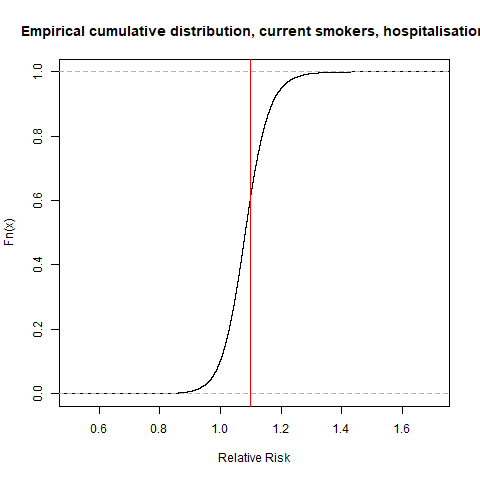 Empirical cumulative distribution, current smokers, hospitalisation
Fn(x)
1.0
0.8
0.6
0.4
0.2
0.0
0.6 0.8 1.0 1.2 1.4 1.6
Relative Risk